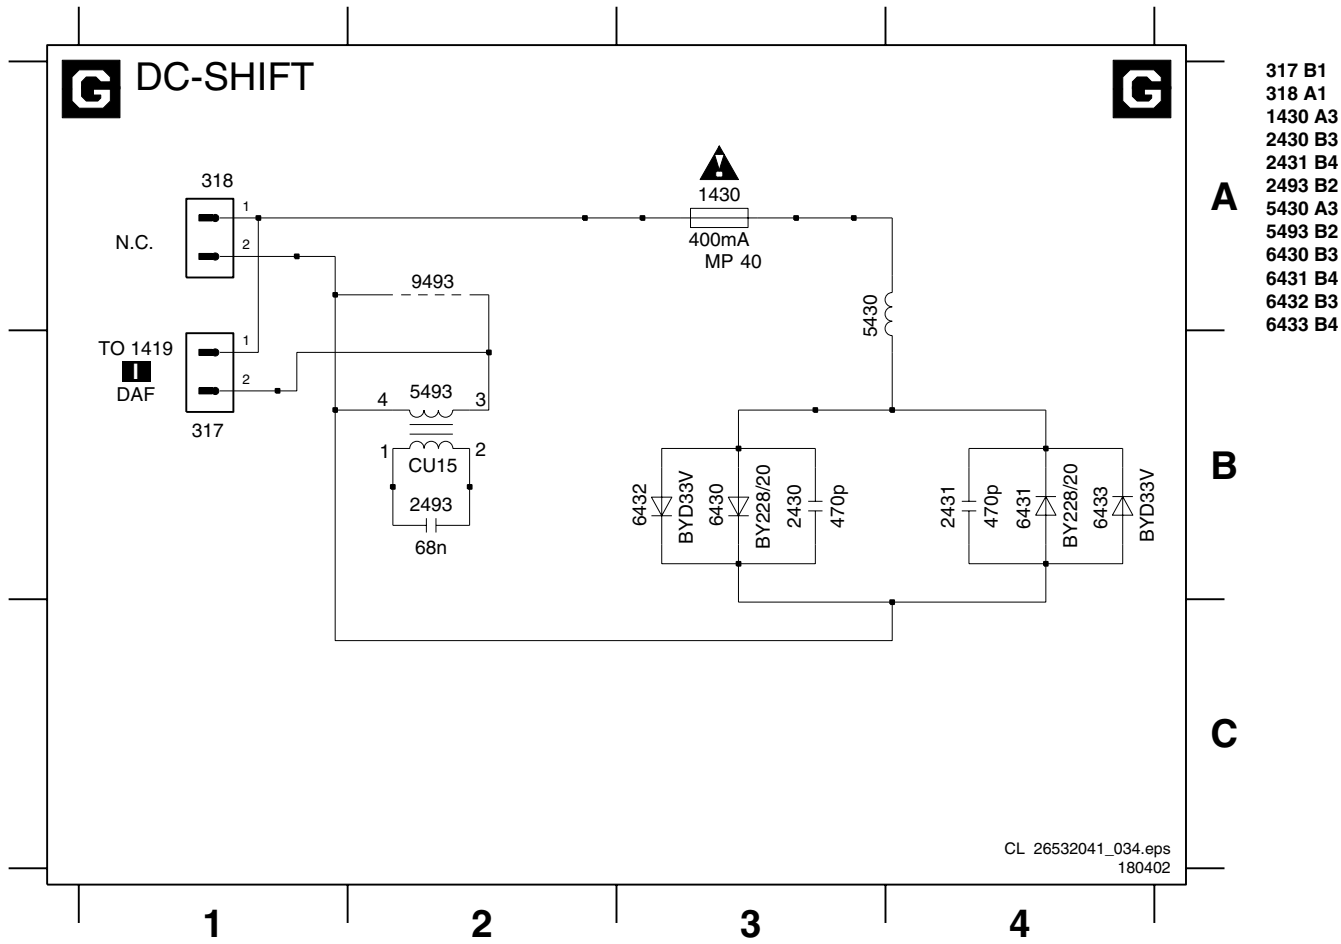 G DC-SHIFT G
317 B1
318 A1
1430 A3
2430 B3
2431 B4
2493 B2
5430 A3
5493 B2
6430 B3
6431 B4
6432 B3
6433 B4
318
1
2
N.C.
1430
400mA
MP 40
A
9493
5430
TO 1419
I
DAF
1
2
317
4 5493 3
1 CU15 2
2493
68n
6432
BYD33V
6430
BY228/20
2430
470p
2431
470p
6431
BY228/20
6433
BYD33V
B
C
CL 26532041_034.eps
180402
1 2 3 4